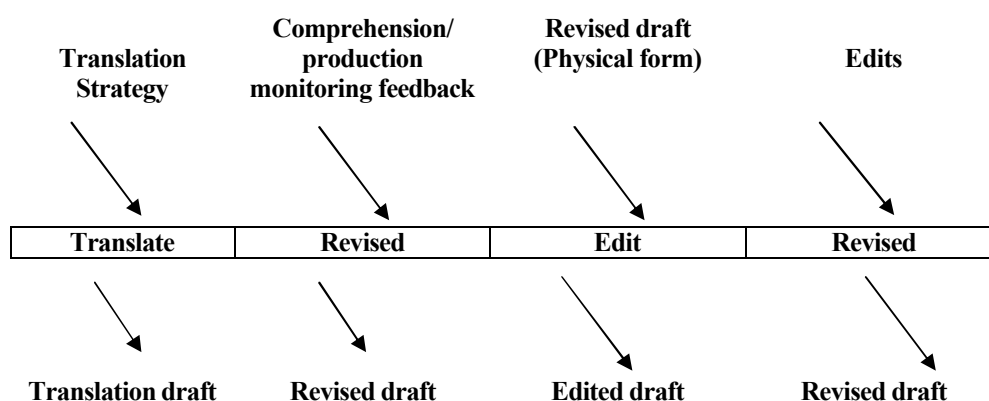 Translation
Strategy
Comprehension/
production
monitoring feedback
Revised draft
(Physical form)
Edits
Translate
Revised
Edit
Revised
Translation draft
Revised draft
Edited draft
Revised draft